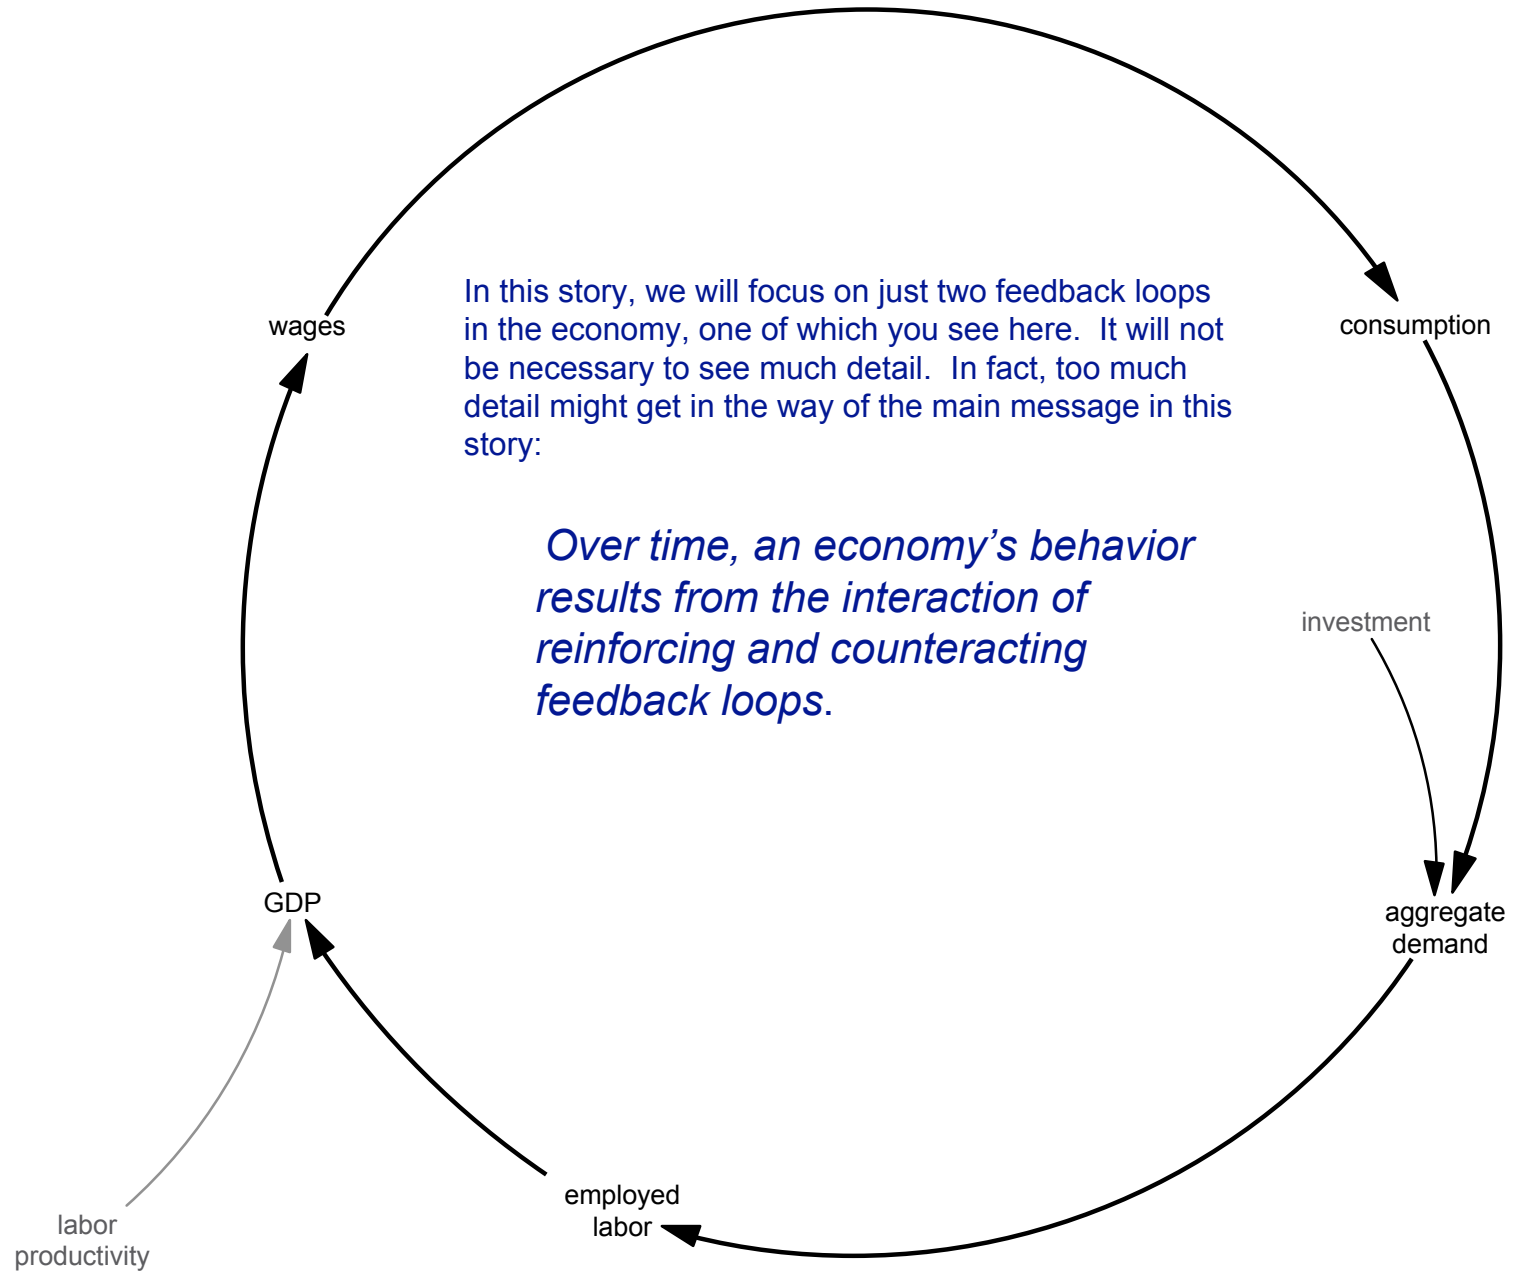 wages
In this story, we will focus on just two feedback loops
in the economy, one of which you see here.  It will not
be necessary to see much detail.  In fact, too much
detail might get in the way of the main message in this
story:
consumption
Over time, an economy’s behavior
results from the interaction of
reinforcing and counteracting
feedback loops.
investment
GDP
aggregate
demand
employed
labor
labor
productivity